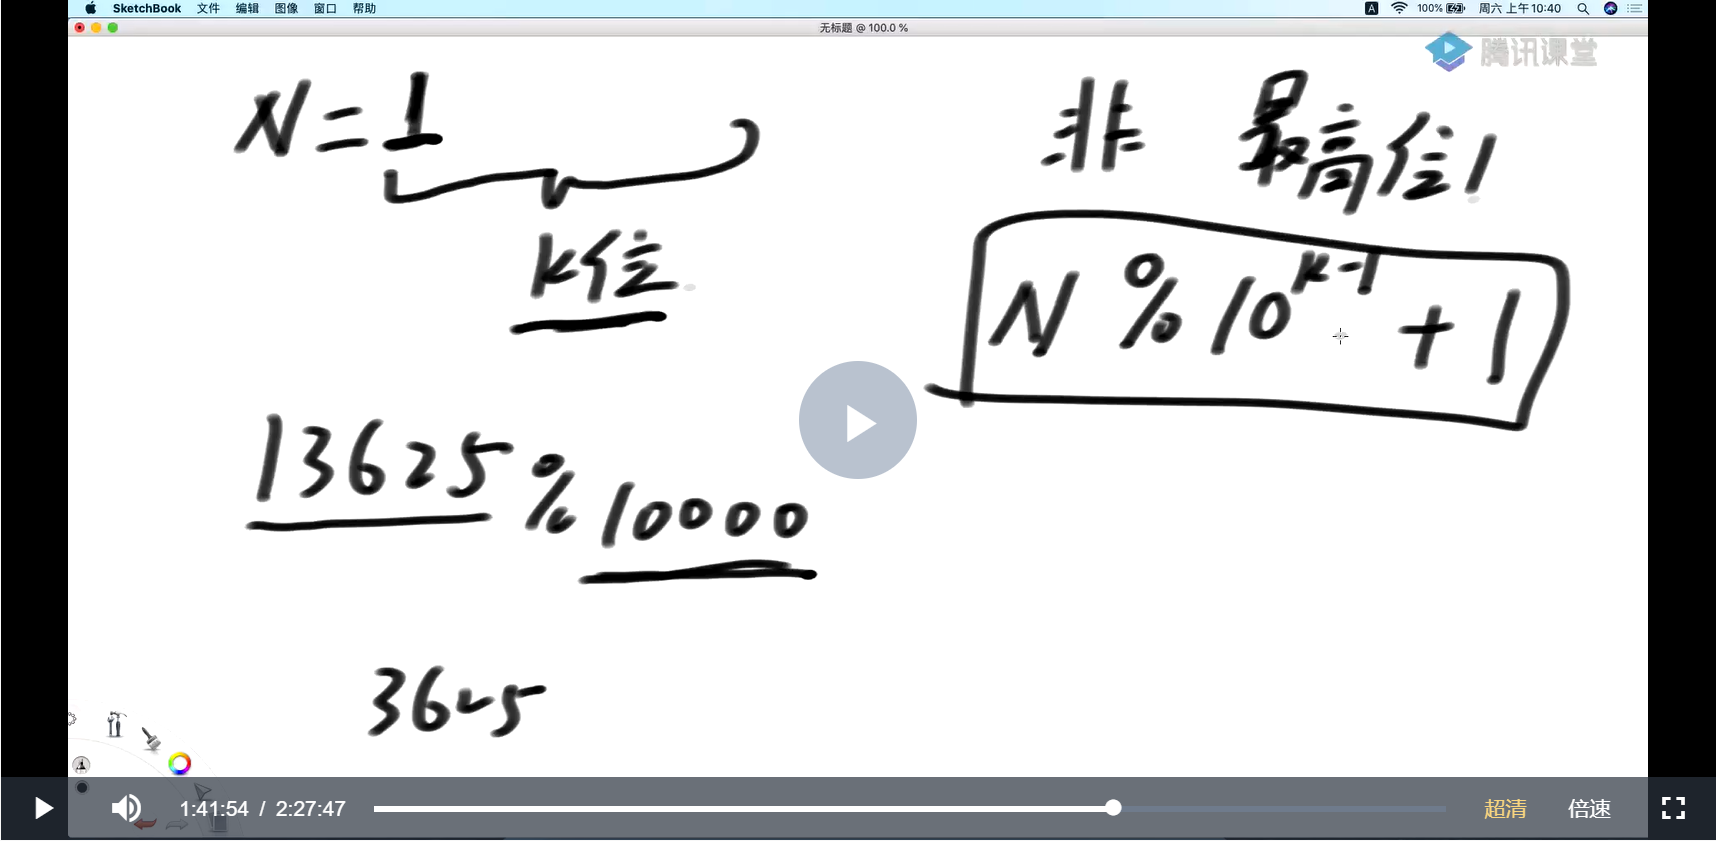 SketchBook 文件 编辑 图像 窗口 帮助
A 100% 周六 上午10:40
无标题 @ 100.0 %
腾讯课堂
N=1
k位
非 最高位1
N % 10^{k-1} + 1
13625 % 10000
3625
1:41:54 / 2:27:47
超清 倍速